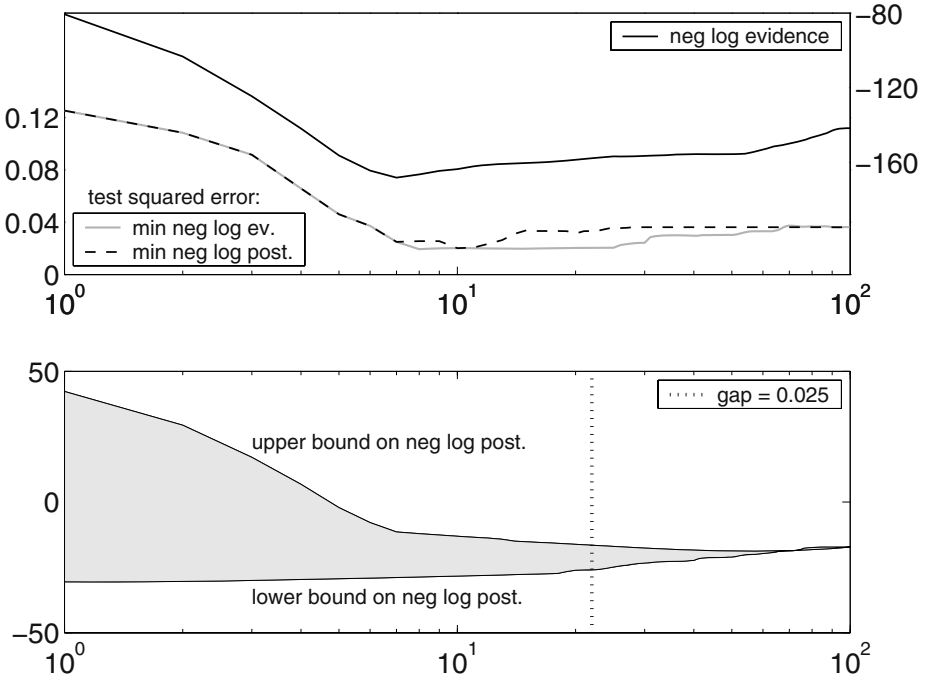 −80
neg log evidence
−120
0.12
−160
0.08
test squared error:
min neg log ev.
0.04
min neg log post.
0
10^0
10^1
10^2
50
gap = 0.025
upper bound on neg log post.
0
lower bound on neg log post.
−50
10^0
10^1
10^2